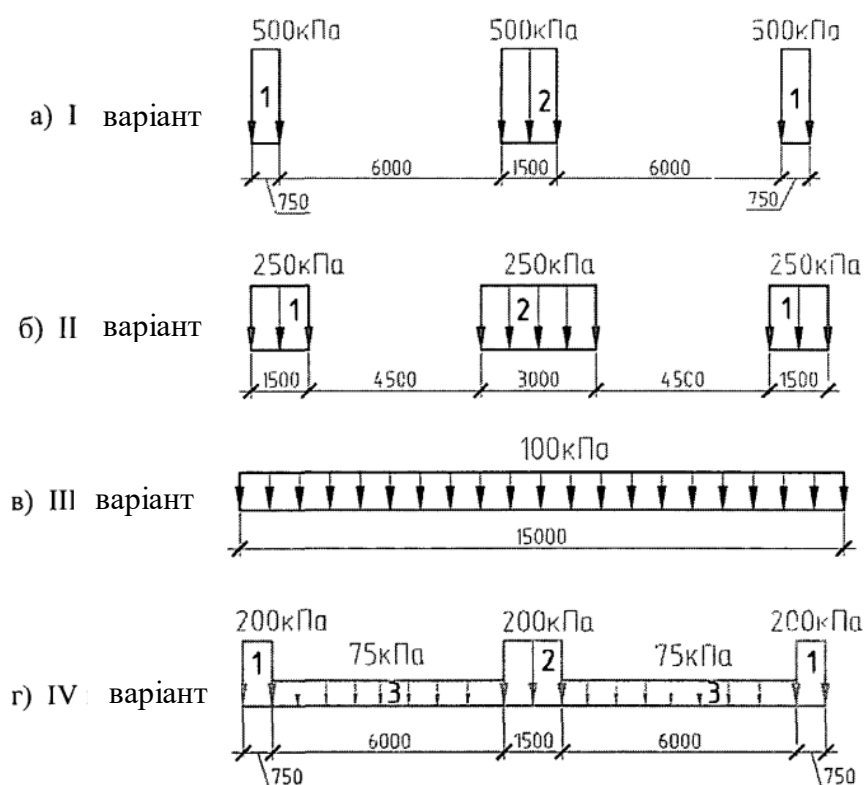 500кПа 500кПа 500кПа
а) I варіант 1 2 1
6000 1500 6000
750 750
250кПа 250кПа 250кПа
б) II варіант 1 2 1
1500 4500 3000 4500 1500
100кПа
в) III варіант
15000
200кПа 200кПа 200кПа
75кПа 75кПа
г) IV варіант 1 3 2 3 1
6000 1500 6000
750 750